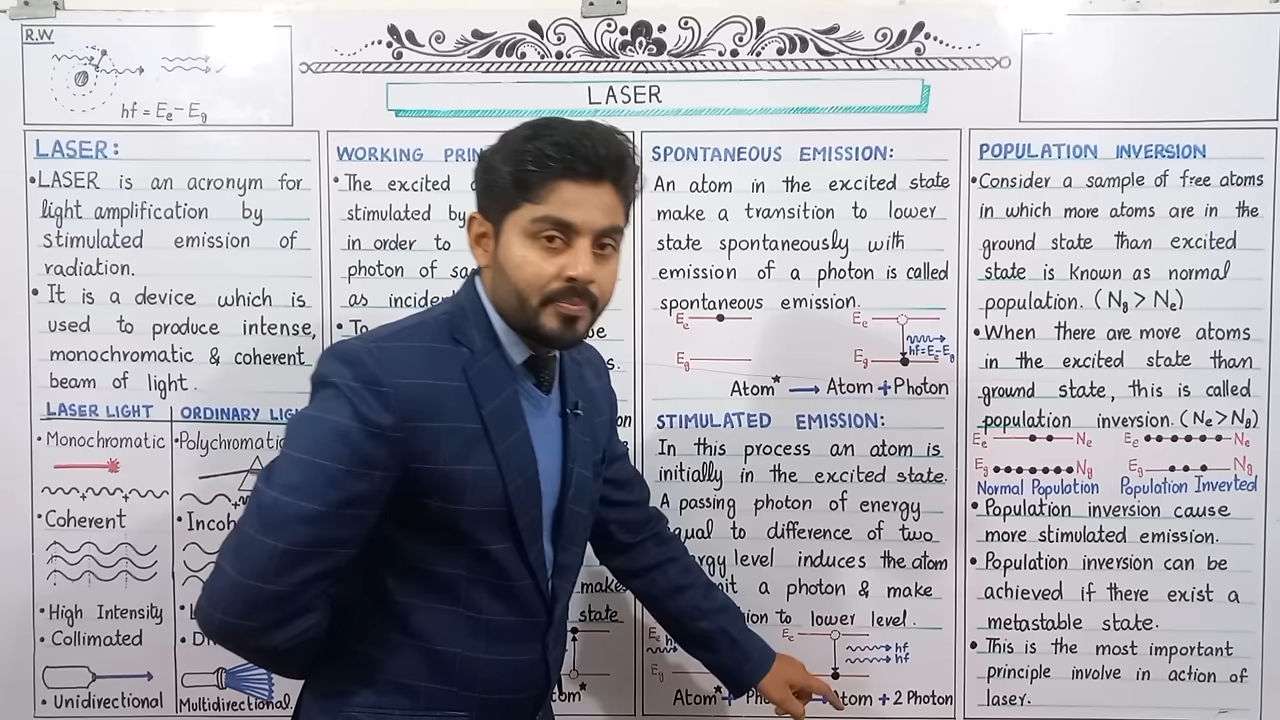 R.W
hf = Ee - Eg
LASER
LASER:
• LASER is an acronym for
light amplification by
stimulated emission of
radiation.
• It is a device which is
used to produce intense,
monochromatic & coherent
beam of light.
LASER LIGHT
ORDINARY
• Monochromatic
• Polychromatic
• Coherent
• High Intensity
• Collimated
• Unidirectional
Multidirectional.
WORKING
• The excited
stimulated by
in order to
photon of
as
• To
makes
state
SPONTANEOUS EMISSION:
An atom in the excited state
make a transition to lower
state spontaneously with
emission of a photon is called
spontaneous emission.
Ee
Ee
hf=Ee-Eg
Eg
Eg
Atom* → Atom + Photon
STIMULATED EMISSION:
In this process an atom is
initially in the excited state.
A passing photon of energy
to difference of two
level induces the atom
a photon & make
to lower level.
Ee
Ee
hf
hf
Eg
Atom* +
Atom + 2 Photon
POPULATION INVERSION
• Consider a sample of free atoms
in which more atoms are in the
ground state than excited
state is known as normal
population. (Ng > Ne)
• When there are more atoms
in the excited state than
ground state, this is called
population inversion. (Ne > Ng)
Ee Ne Ee Ne
Eg Ng Eg Ng
Normal Population Population Inverted
• Population inversion cause
more stimulated emission.
• Population inversion can be
achieved if there exist a
metastable state.
• This is the most important
principle involve in action of
laser.